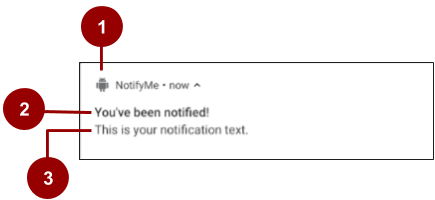 1
NotifyMe • now ^
2
You've been notified!
This is your notification text.
3